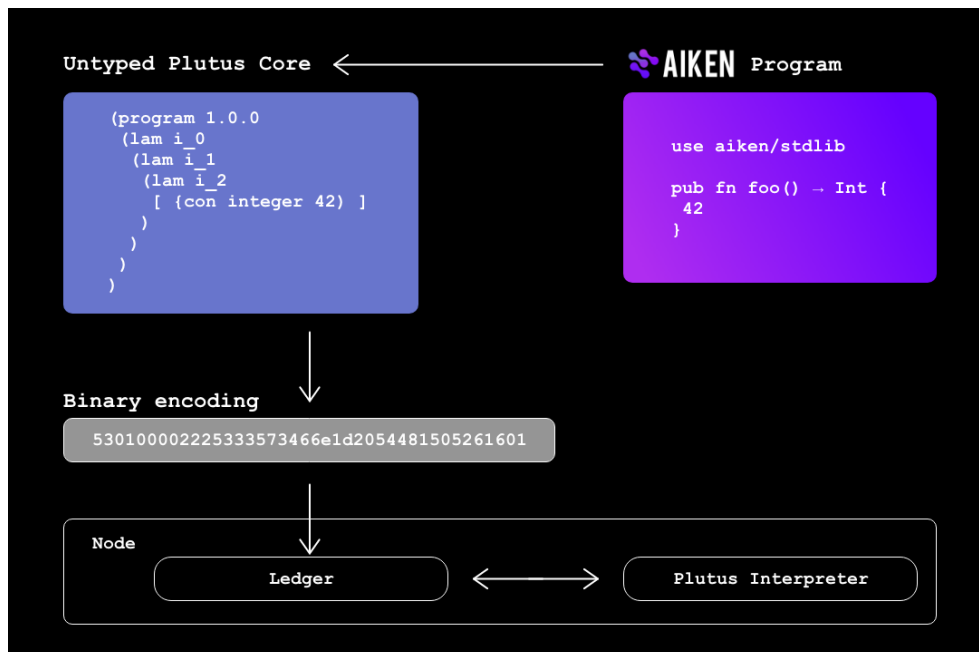 Untyped Plutus Core
AIKEN Program
(program 1.0.0
(lam i_0
(lam i_1
(lam i_2
[ {con integer 42) ]
)
)
)
)
use aiken/stdlib
pub fn foo() → Int {
42
}
Binary encoding
5301000022253335734​66e1d2054481505261601
Node
Ledger
Plutus Interpreter